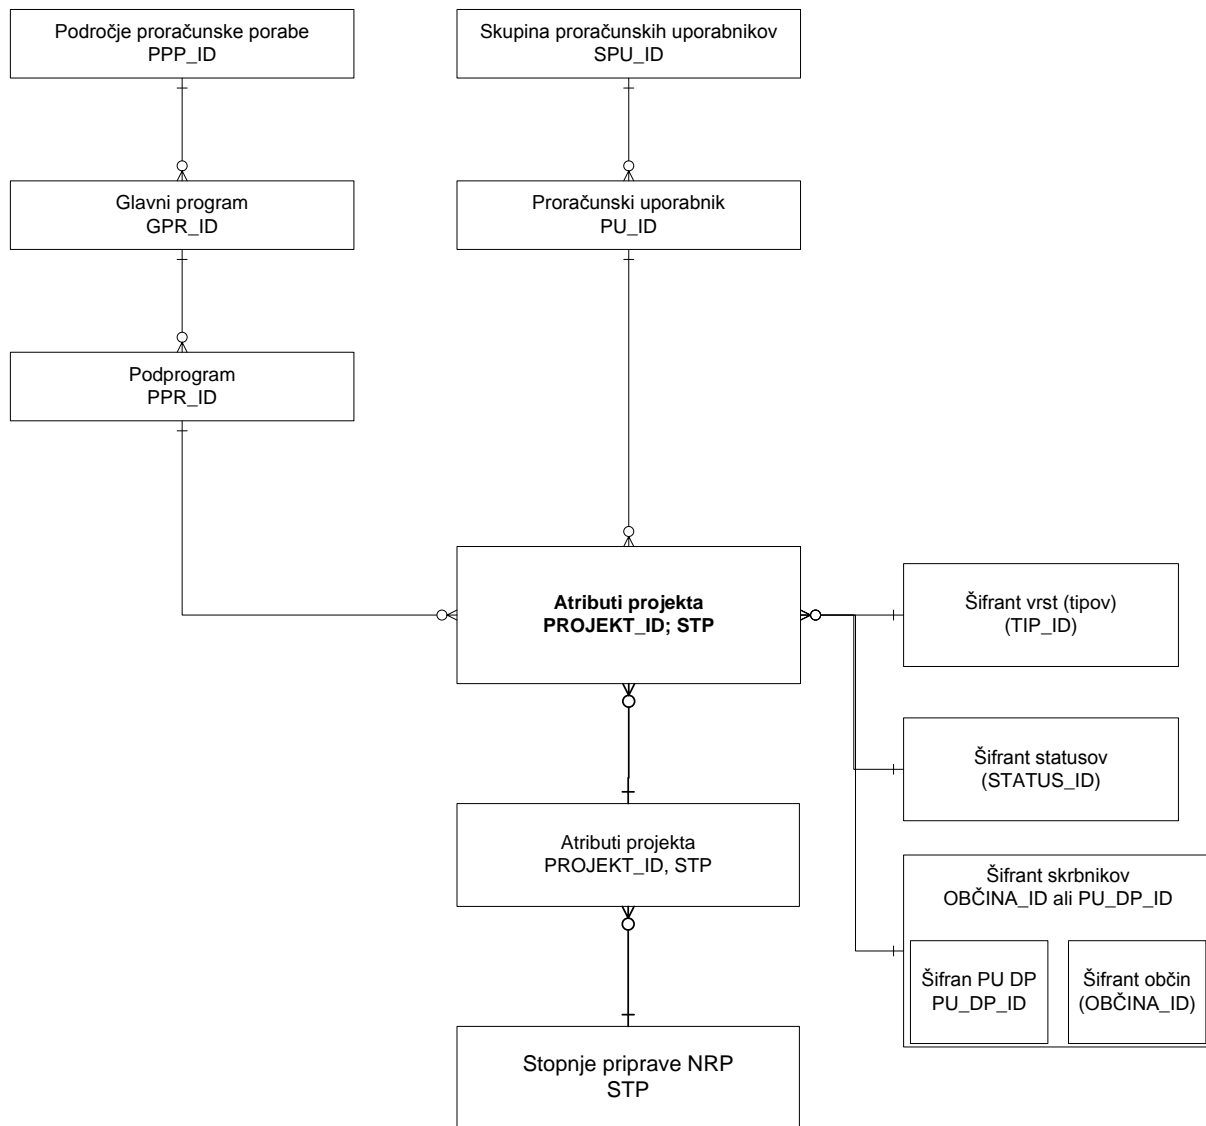 Področje proračunske porabe
PPP_ID
Skupina proračunskih uporabnikov
SPU_ID
Glavni program
GPR_ID
Proračunski uporabnik
PU_ID
Podprogram
PPR_ID
Atributi projekta
PROJEKT_ID; STP
Šifrant vrst (tipov)
(TIP_ID)
Šifrant statusov
(STATUS_ID)
Atributi projekta
PROJEKT_ID, STP
Šifrant skrbnikov
OBČINA_ID ali PU_DP_ID
Šifran PU DP
PU_DP_ID
Šifrant občin
(OBČINA_ID)
Stopnje priprave NRP
STP